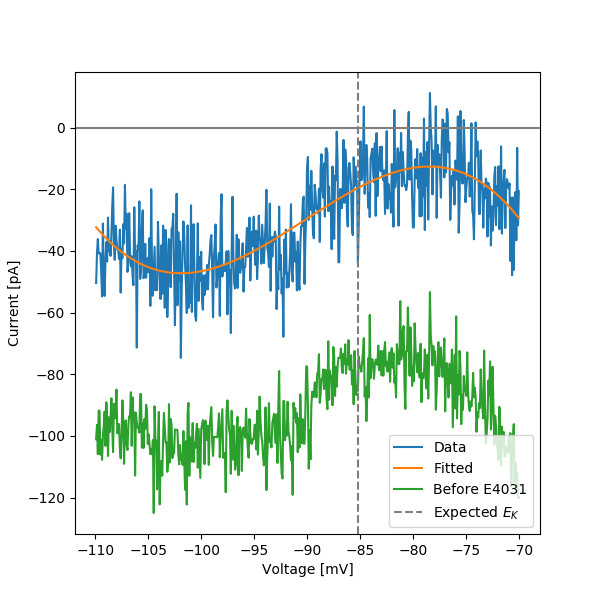 0
−20
−40
−60
−80
−100
−120
Current [pA]
−110
−105
−100
−95
−90
−85
−80
−75
−70
Voltage [mV]
Data
Fitted
Before E4031
Expected E_K